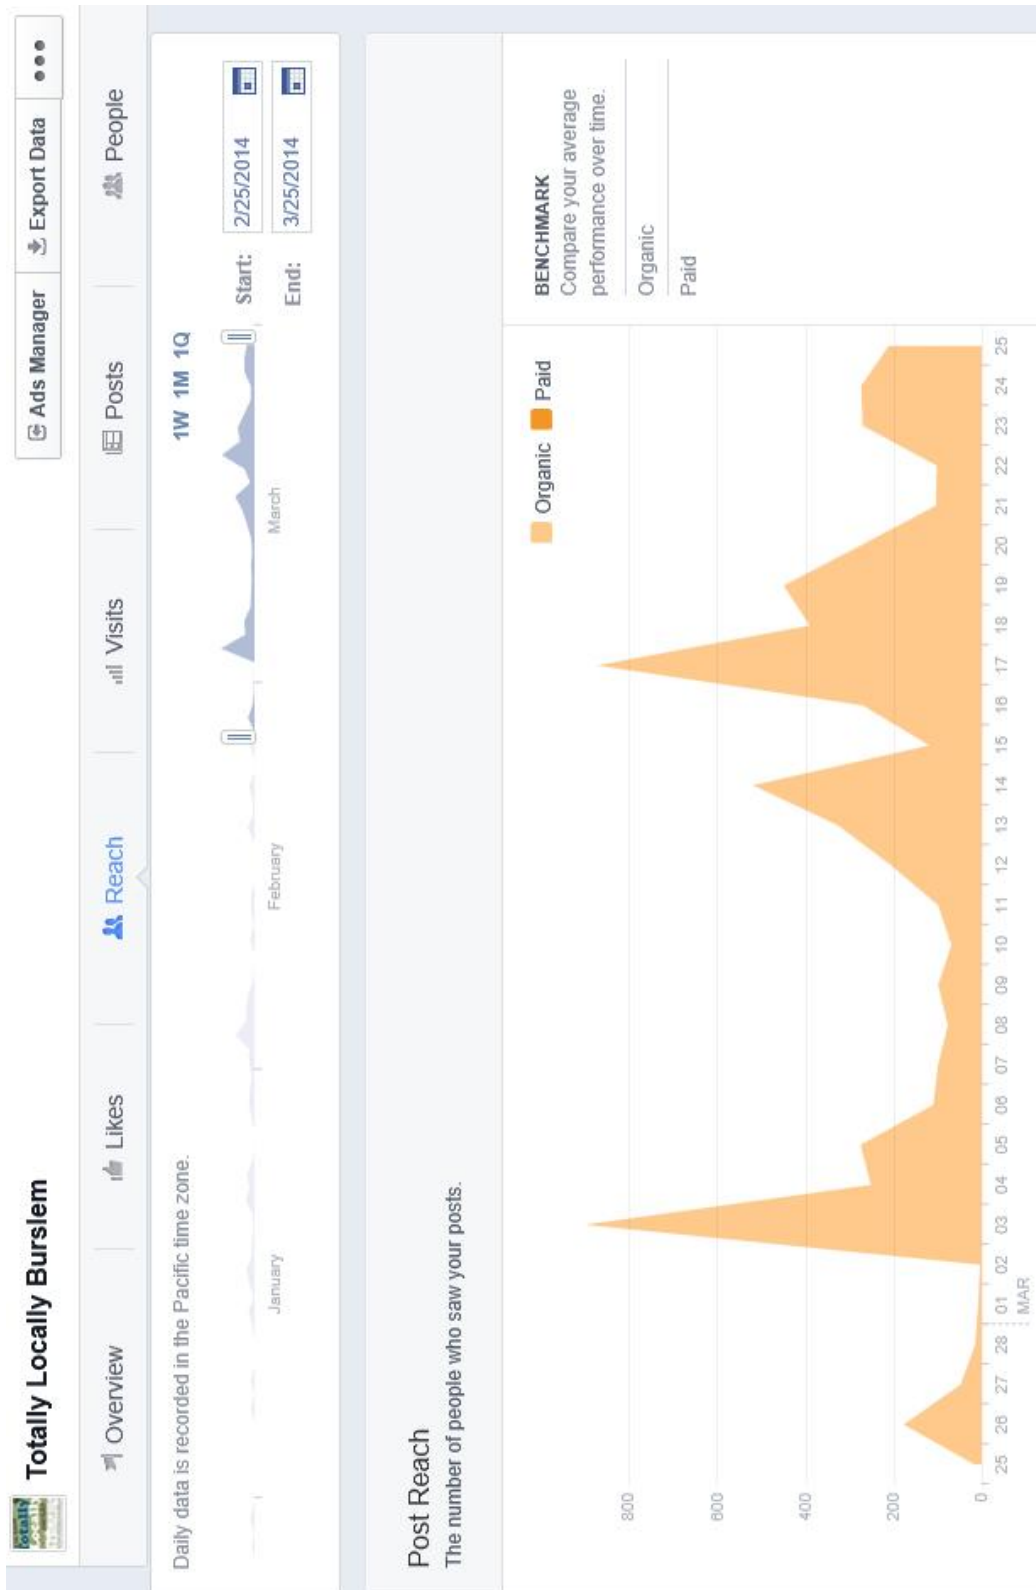 Totally Locally Burslem
Ads Manager
Export Data
Overview
Likes
Reach
Visits
Posts
People
Daily data is recorded in the Pacific time zone.
1W 1M 1Q
Start: 2/25/2014
End: 3/25/2014
January
February
March
Post Reach
The number of people who saw your posts.
Organic
Paid
BENCHMARK
Compare your average
performance over time.
Organic
Paid
800
600
400
200
0
25 26 27 28 01 02 03 04 05 06 07 08 09 10 11 12 13 14 15 16 17 18 19 20 21 22 23 24 25
MAR